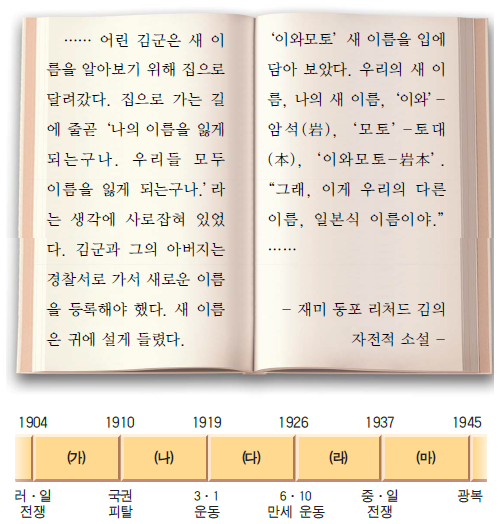 …… 어린 김군은 새 이
름을 알아보기 위해 집으로
달려갔다. 집으로 가는 길
에 줄곧 ‘나의 이름을 잃게
되는구나. 우리들 모두
이름을 잃게 되는구나.’라
는 생각에 사로잡혀 있었
다. 김군과 그의 아버지는
경찰서로 가서 새로운 이름
을 등록해야 했다. 새 이름
은 귀에 설게 들렸다.
‘이와모토’ 새 이름을 입에
담아 보았다. 우리의 새 이
름, 나의 새 이름, ‘이와’－
암석(岩), ‘모토’－토대
(本), ‘이와모토－岩本’.
“그래, 이게 우리의 다른
이름, 일본식 이름이야.”
……
－ 재미 동포 리처드 김의
자전적 소설 －
1904 1910 1919 1926 1937 1945
(가) (나) (다) (라) (마)
러·일 국권 3·1 6·10 중·일 광복
전쟁 피탈 운동 만세 운동 전쟁